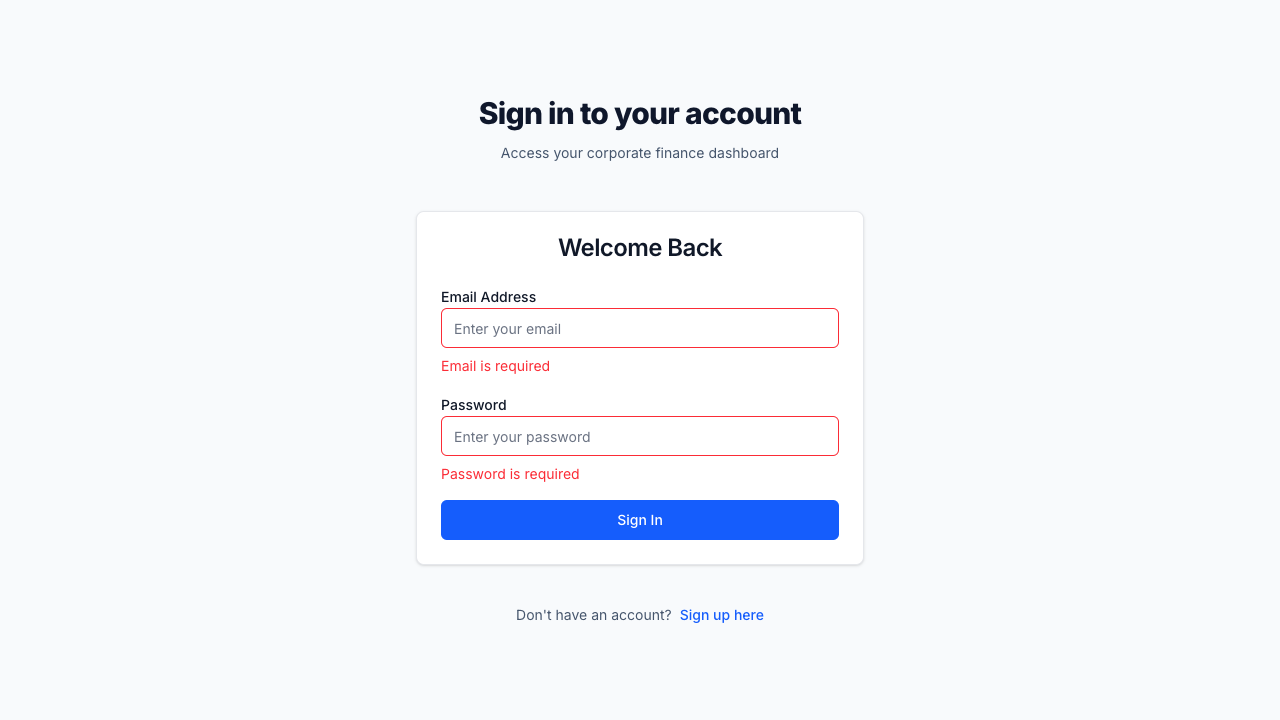 Sign in to your account
Access your corporate finance dashboard
Welcome Back
Email Address
Enter your email
Email is required
Password
Enter your password
Password is required
Sign In
Don't have an account? Sign up here